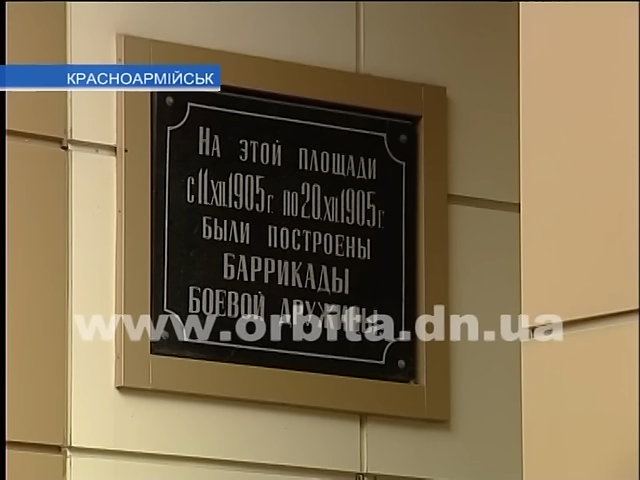 КРАСНОАРМІЙСЬК
На этой площади
с 11.XII.1905г. по 20.XII.1905г.
были построены
БАРРИКАДЫ
БОЕВОЙ ДРУЖИНЫ
www.orbita.dn.ua